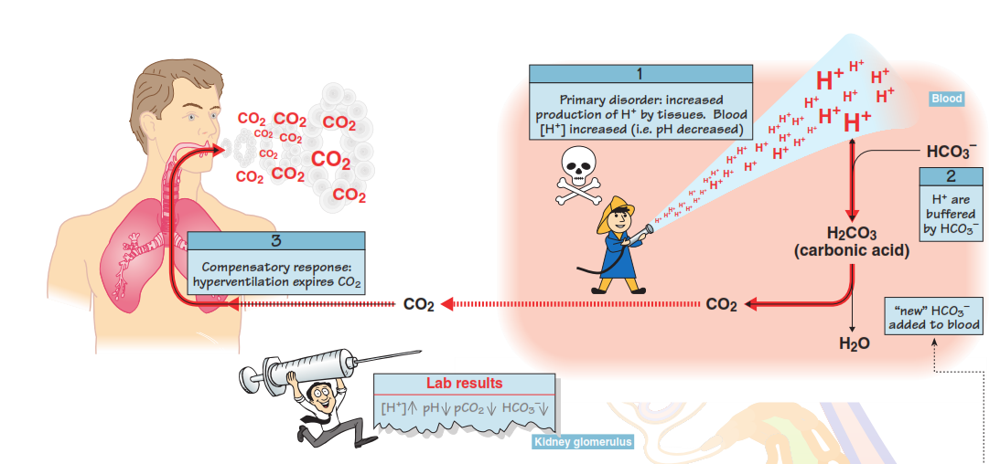 1
Primary disorder: increased
production of H⁺ by tissues. Blood
[H⁺] increased (i.e. pH decreased)
Blood
H⁺ H⁺ H⁺
H⁺ H⁺ H⁺
H⁺ H⁺
H⁺ H⁺ H⁺ H⁺
H⁺ H⁺ H⁺
H⁺ H⁺ H⁺
H⁺ H⁺ H⁺
H⁺ H⁺ H⁺
H⁺ H⁺ H⁺
H⁺ H⁺ H⁺
HCO₃⁻
2
H⁺ are
buffered
by HCO₃⁻
H₂CO₃
(carbonic acid)
CO₂ CO₂ CO₂
CO₂ CO₂
CO₂ CO₂
CO₂ CO₂
CO₂
3
Compensatory response:
hyperventilation expires CO₂
CO₂ CO₂
"new" HCO₃⁻
added to blood
H₂O
Lab results
[H⁺]↑ pH↓ pCO₂↓ HCO₃⁻↓
Kidney glomerulus